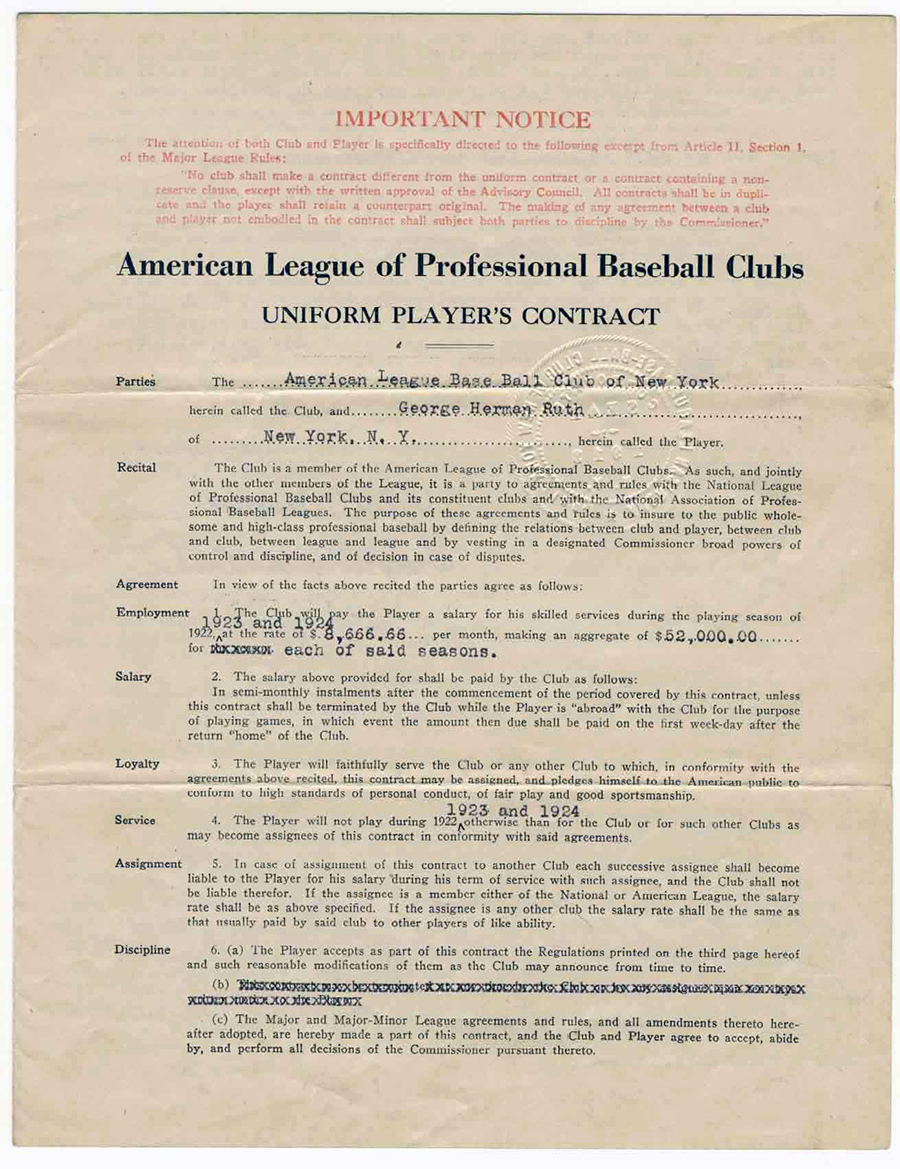 IMPORTANT NOTICE
The attention of both Club and Player is specifically directed to the following excerpt from Article II, Section 1,
of the Major League Rules:
"No club shall make a contract different from the uniform contract or a contract containing a non-
reserve clause, except with the written approval of the Advisory Council. All contracts shall be in dupli-
cate and the player shall retain a counterpart original. The making of any agreement between a club
and player not embodied in the contract shall subject both parties to discipline by the Commissioner."
American League of Professional Baseball Clubs
UNIFORM PLAYER'S CONTRACT
Parties The ......American League Base Ball Club of New York............,
herein called the Club, and.......George Herman Ruth................................,
of ........New York, N. Y.........................., herein called the Player.
Recital The Club is a member of the American League of Professional Baseball Clubs. As such, and jointly
with the other members of the League, it is a party to agreements and rules with the National League
of Professional Baseball Clubs and its constituent clubs and with the National Association of Profes-
sional Baseball Leagues. The purpose of these agreements and rules is to insure to the public whole-
some and high-class professional baseball by defining the relations between club and player, between club
and club, between league and league and by vesting in a designated Commissioner broad powers of
control and discipline, and of decision in case of disputes.
Agreement In view of the facts above recited the parties agree as follows:
Employment 1. The Club will pay the Player a salary for his skilled services during the playing season of
1923 and 1924
1922, at the rate of $.8,666.66... per month, making an aggregate of $52,000.00.......
for each of said seasons.
Salary 2. The salary above provided for shall be paid by the Club as follows:
In semi-monthly instalments after the commencement of the period covered by this contract, unless
this contract shall be terminated by the Club while the Player is "abroad" with the Club for the purpose
of playing games, in which event the amount then due shall be paid on the first week-day after the
return "home" of the Club.
Loyalty 3. The Player will faithfully serve the Club or any other Club to which, in conformity with the
agreements above recited, this contract may be assigned, and pledges himself to the American public to
conform to high standards of personal conduct, of fair play and good sportsmanship.
1923 and 1924
Service 4. The Player will not play during 1922 otherwise than for the Club or for such other Clubs as
may become assignees of this contract in conformity with said agreements.
Assignment 5. In case of assignment of this contract to another Club each successive assignee shall become
liable to the Player for his salary during his term of service with such assignee, and the Club shall not
be liable therefor. If the assignee is a member either of the National or American League, the salary
rate shall be as above specified. If the assignee is any other club the salary rate shall be the same as
that usually paid by said club to other players of like ability.
Discipline 6. (a) The Player accepts as part of this contract the Regulations printed on the third page hereof
and such reasonable modifications of them as the Club may announce from time to time.
(b)
(c) The Major and Major-Minor League agreements and rules, and all amendments thereto here-
after adopted, are hereby made a part of this contract, and the Club and Player agree to accept, abide
by, and perform all decisions of the Commissioner pursuant thereto.